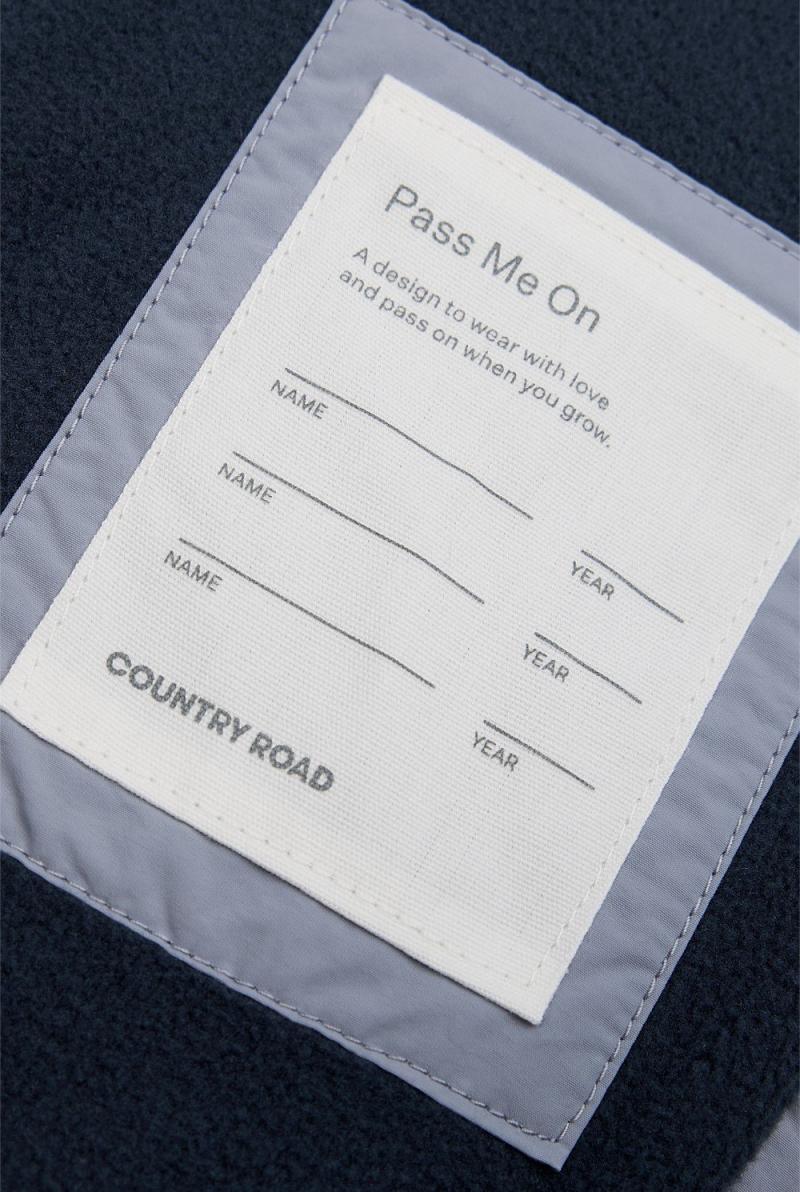 Pass Me On
A design to wear with love
and pass on when you grow.
NAME YEAR
NAME YEAR
NAME YEAR
COUNTRY ROAD